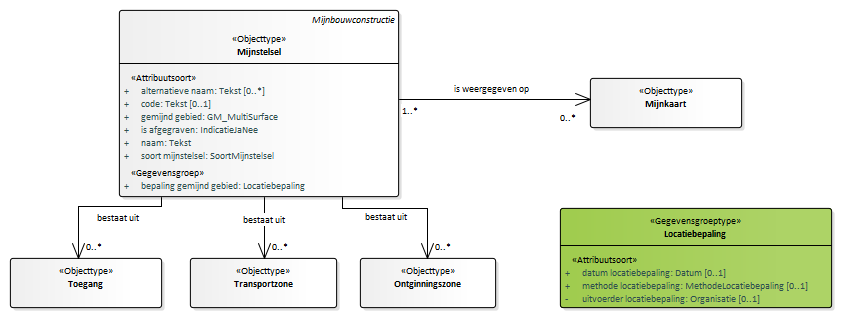 Mijnbouwconstructie
«Objecttype»
Mijnstelsel
«Attribuutsoort»
+ alternatieve naam: Tekst [0..*]
+ code: Tekst [0..1]
+ gemijnd gebied: GM_MultiSurface
+ is afgegraven: IndicatieJaNee
+ naam: Tekst
+ soort mijnstelsel: SoortMijnstelsel
«Gegevensgroep»
+ bepaling gemijnd gebied: Locatiebepaling
is weergegeven op
1..*
0..*
«Objecttype»
Mijnkaart
bestaat uit
bestaat uit
bestaat uit
0..*
0..*
0..*
«Objecttype»
Toegang
«Objecttype»
Transportzone
«Objecttype»
Ontginningszone
«Gegevensgroeptype»
Locatiebepaling
«Attribuutsoort»
+ datum locatiebepaling: Datum [0..1]
+ methode locatiebepaling: MethodeLocatiebepaling [0..1]
- uitvoerder locatiebepaling: Organisatie [0..1]